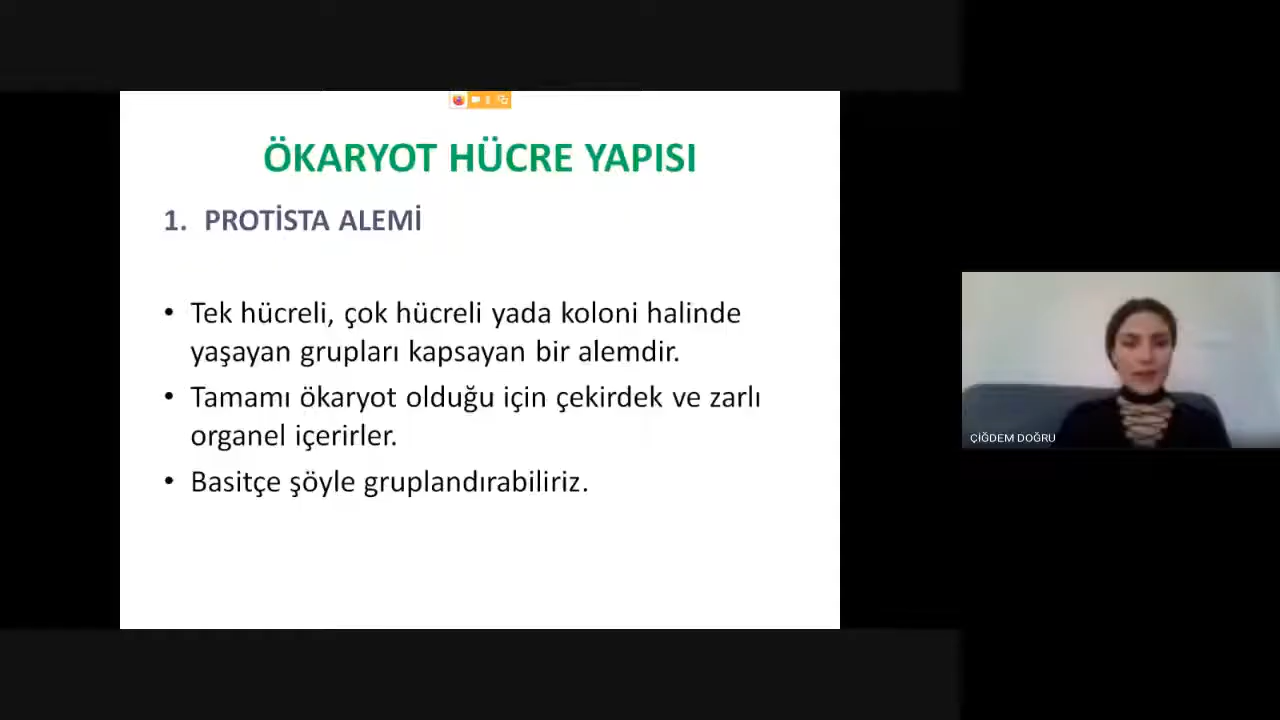 ÖKARYOT HÜCRE YAPISI
1. PROTİSTA ALEMİ
• Tek hücreli, çok hücreli yada koloni halinde
yaşayan grupları kapsayan bir alemdir.
• Tamamı ökaryot olduğu için çekirdek ve zarlı
organel içerirler.
• Basitçe şöyle gruplandırabiliriz.
ÇİĞDEM DOĞRU